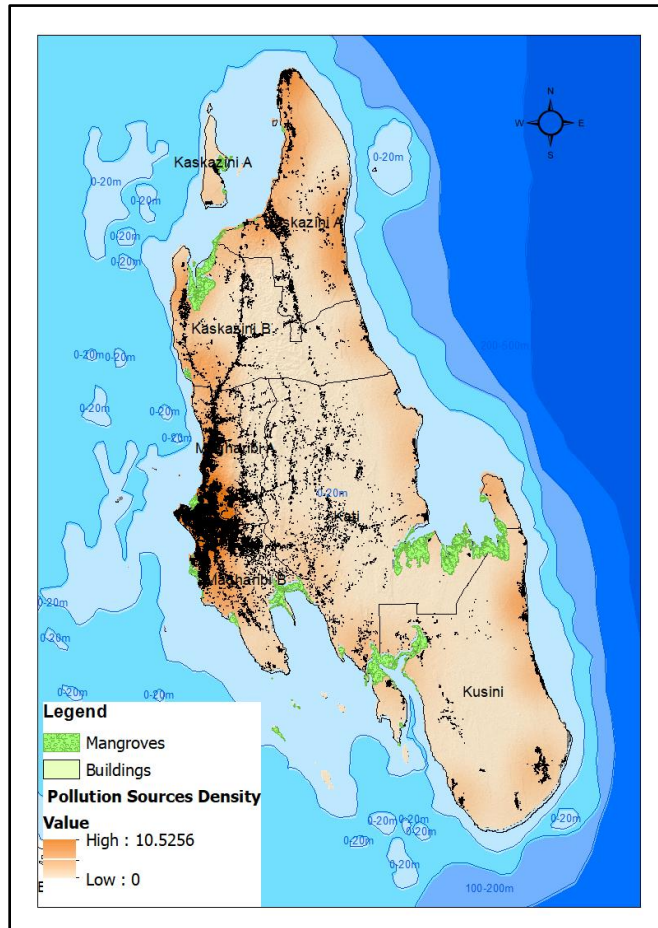 N
W E
S
0-20m
Kaskazini A
0-20m
0-20m
0-20m
Kaskazini A
0-20m
Kaskazini B
200-500m
0-20m
0-20m
0-20m
0-20m
0-20m
Magharibi A
0-20m
Kati
Magharibi B
0-20m
0-20m
0-20m
0-20m
Kusini
Legend
Mangroves
Buildings
Pollution Sources Density
Value
High : 10.5256
Low : 0
E
0-20m
0-20m
0-20m
0-20m
0-20m
100-200m